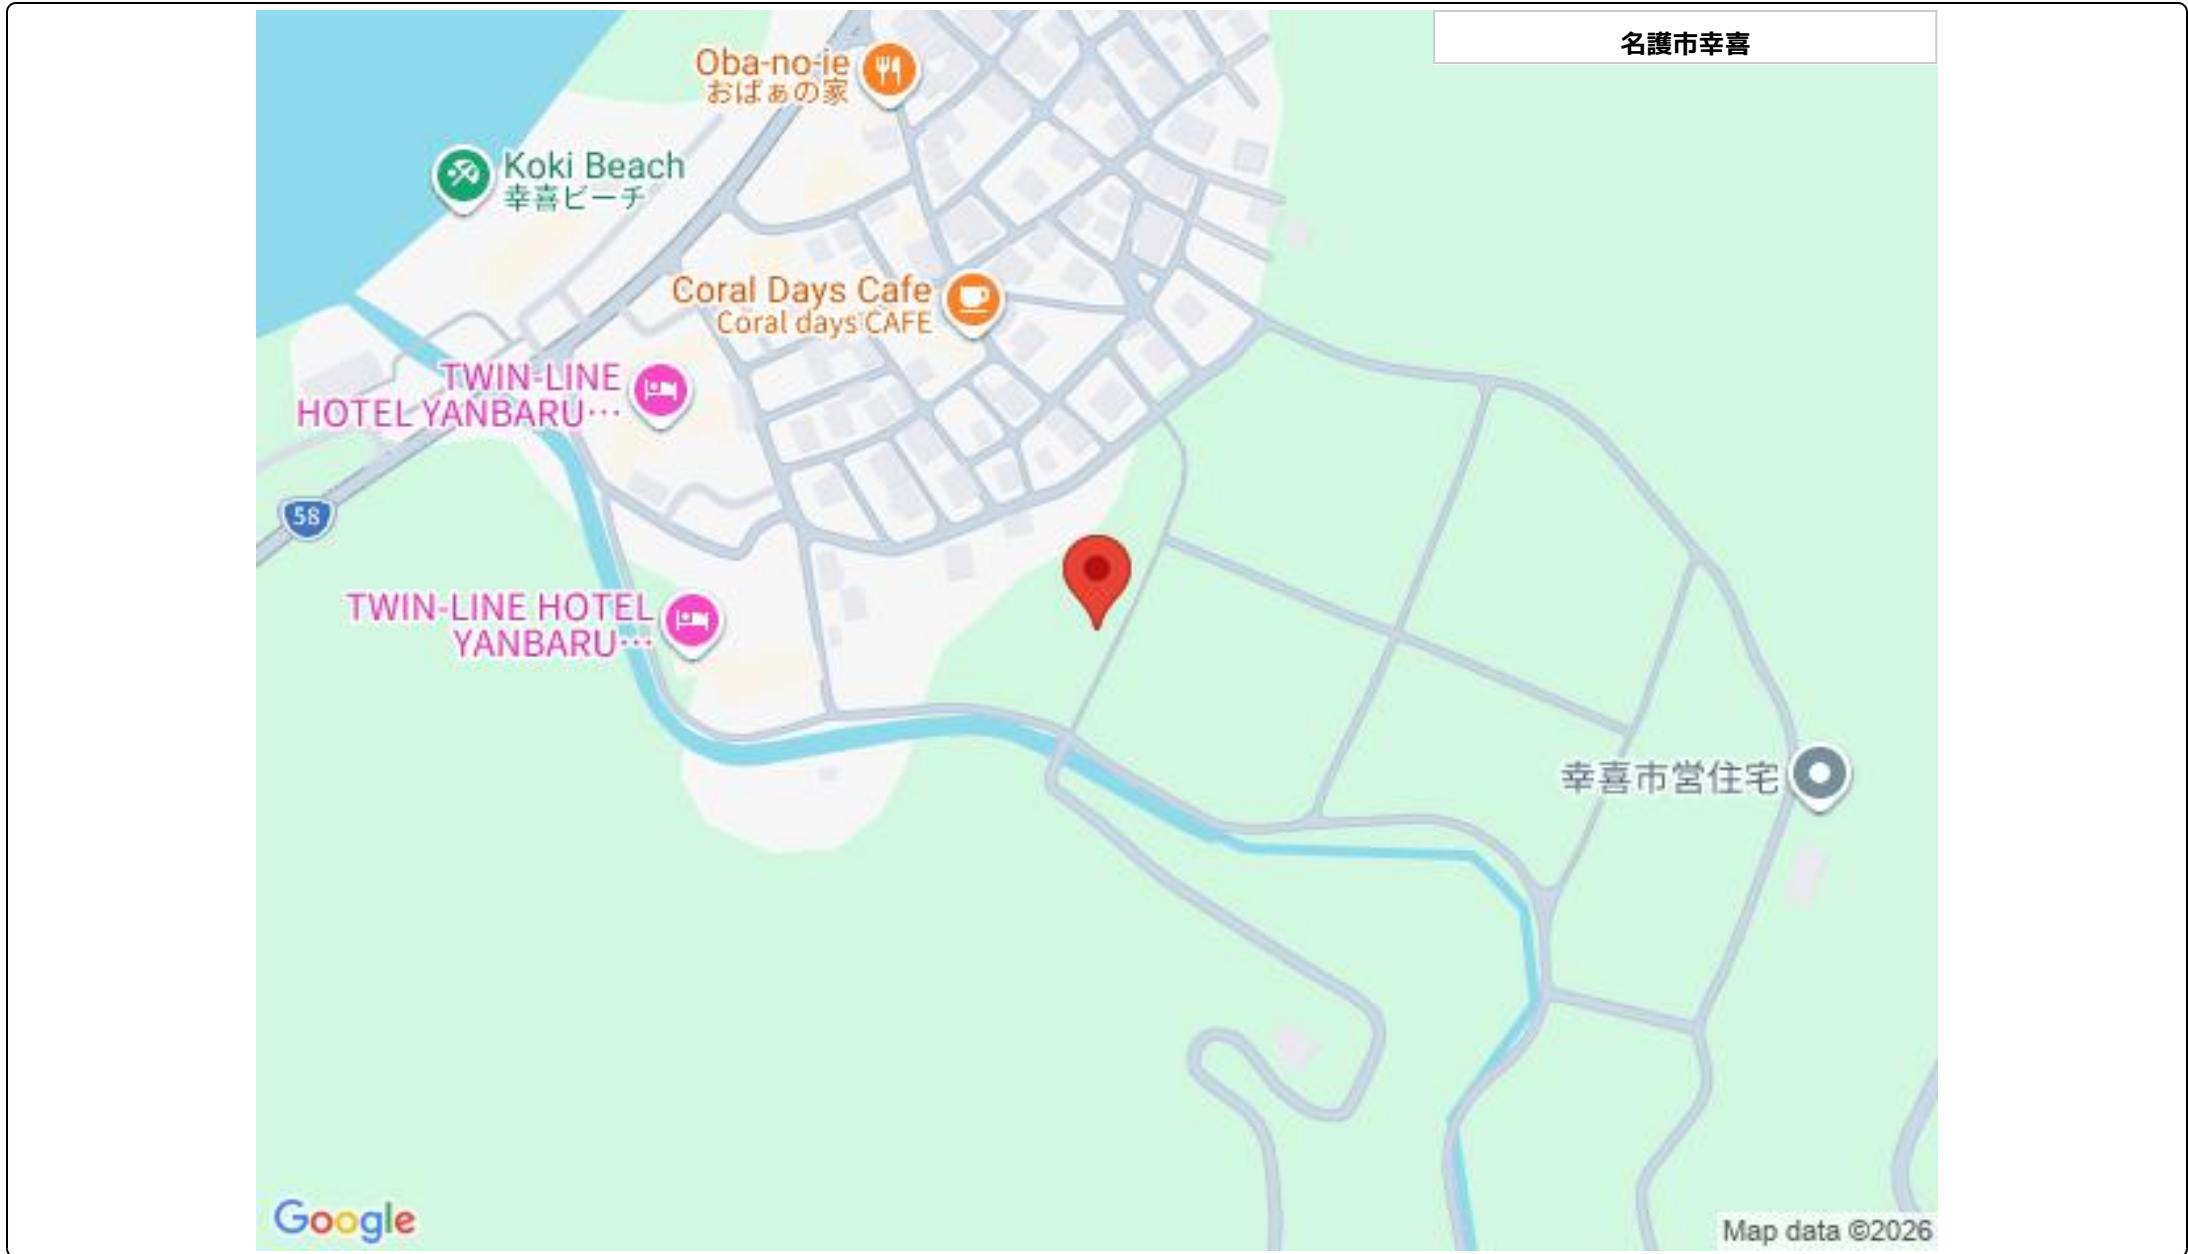 名護市幸喜
Oba-no-ie
おばぁの家
Koki Beach
幸喜ビーチ
Coral Days Cafe
Coral days CAFE
TWIN-LINE
HOTEL YANBARU…
58
TWIN-LINE HOTEL
YANBARU…
幸喜市営住宅
Google
Map data ©2026